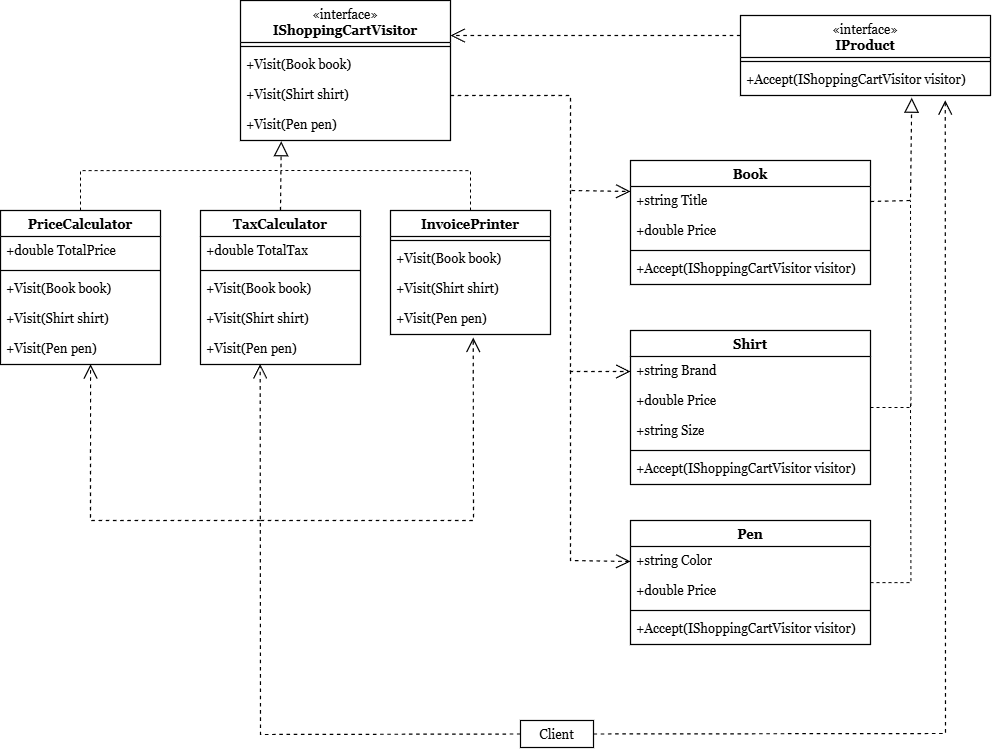 «interface»
IShoppingCartVisitor
+Visit(Book book)
+Visit(Shirt shirt)
+Visit(Pen pen)
«interface»
IProduct
+Accept(IShoppingCartVisitor visitor)
PriceCalculator
+double TotalPrice
+Visit(Book book)
+Visit(Shirt shirt)
+Visit(Pen pen)
TaxCalculator
+double TotalTax
+Visit(Book book)
+Visit(Shirt shirt)
+Visit(Pen pen)
InvoicePrinter
+Visit(Book book)
+Visit(Shirt shirt)
+Visit(Pen pen)
Book
+string Title
+double Price
+Accept(IShoppingCartVisitor visitor)
Shirt
+string Brand
+double Price
+string Size
+Accept(IShoppingCartVisitor visitor)
Pen
+string Color
+double Price
+Accept(IShoppingCartVisitor visitor)
Client